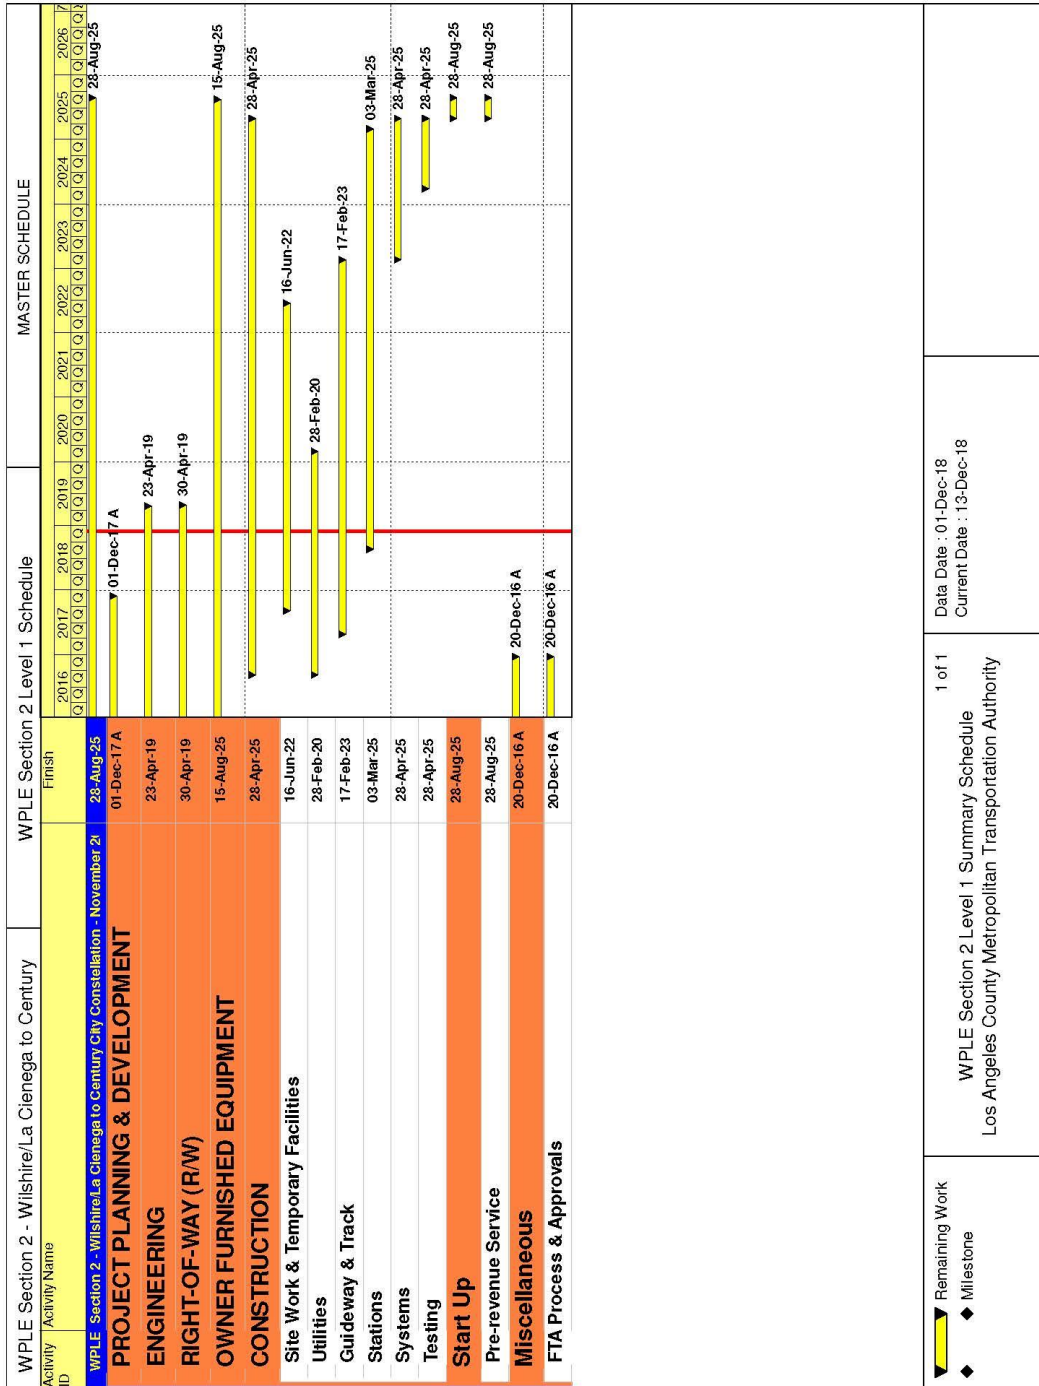 WPLE Section 2 - Wilshire/La Cienega to Century
WPLE Section 2 Level 1 Schedule
MASTER SCHEDULE
Activity ID
Activity Name
Finish
2016 2017 2018 2019 2020 2021 2022 2023 2024 2025 2026 7
Q Q Q Q Q Q Q Q Q Q Q Q Q Q Q Q Q Q Q Q Q Q Q Q Q Q Q Q Q Q Q Q Q Q Q Q Q Q Q Q Q Q Q
WPLE Section 2 - Wilshire/La Cienega to Century City Constellation - November 20 28-Aug-25 28-Aug-25
PROJECT PLANNING & DEVELOPMENT 01-Dec-17 A 01-Dec-17 A
ENGINEERING 23-Apr-19 23-Apr-19
RIGHT-OF-WAY (R/W) 30-Apr-19 30-Apr-19
OWNER FURNISHED EQUIPMENT 15-Aug-25 15-Aug-25
CONSTRUCTION 28-Apr-25 28-Apr-25
Site Work & Temporary Facilities 16-Jun-22 16-Jun-22
Utilities 28-Feb-20 28-Feb-20
Guideway & Track 17-Feb-23 17-Feb-23
Stations 03-Mar-25 03-Mar-25
Systems 28-Apr-25 28-Apr-25
Testing 28-Apr-25 28-Apr-25
Start Up 28-Aug-25 28-Aug-25
Pre-revenue Service 28-Aug-25 28-Aug-25
Miscellaneous 20-Dec-16 A 20-Dec-16 A
FTA Process & Approvals 20-Dec-16 A 20-Dec-16 A
Remaining Work
Milestone
1 of 1
WPLE Section 2 Level 1 Summary Schedule
Los Angeles County Metropolitan Transportation Authority
Data Date : 01-Dec-18
Current Date : 13-Dec-18